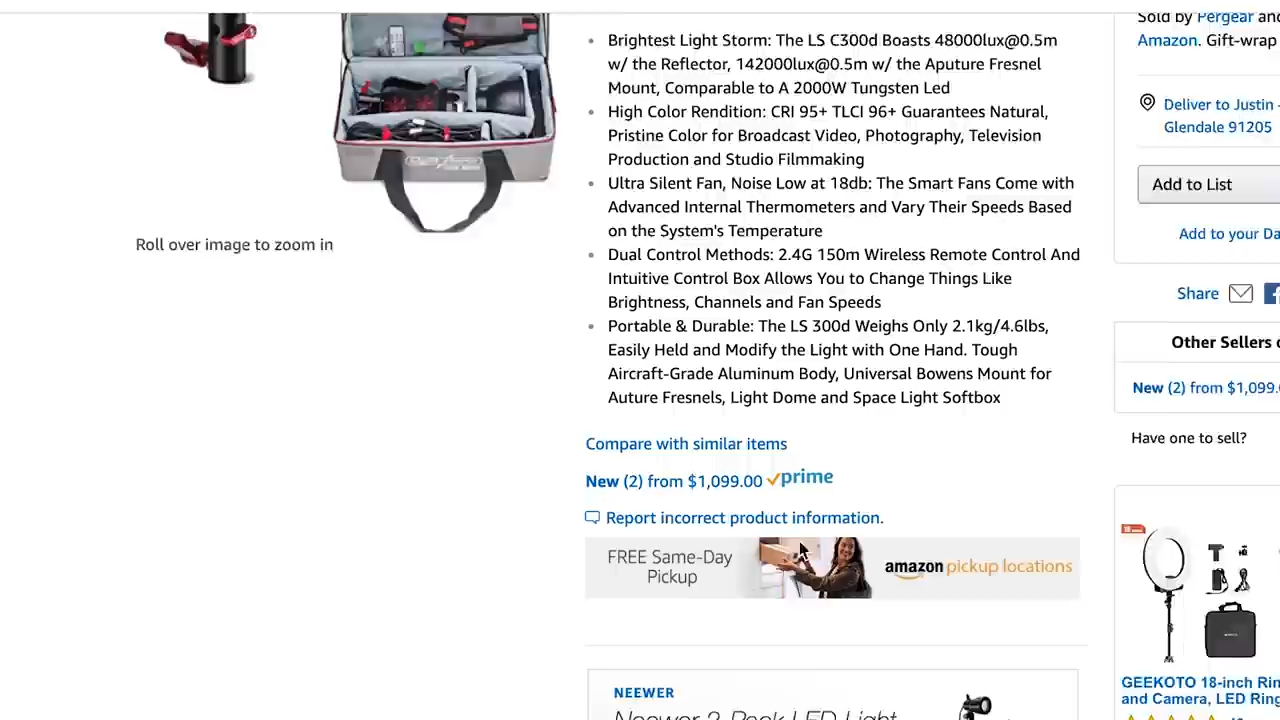 Sold by Pergear and
Amazon. Gift-wrap
Brightest Light Storm: The LS C300d Boasts 48000lux@0.5m
w/ the Reflector, 142000lux@0.5m w/ the Aputure Fresnel
Mount, Comparable to A 2000W Tungsten Led
High Color Rendition: CRI 95+ TLCI 96+ Guarantees Natural,
Pristine Color for Broadcast Video, Photography, Television
Production and Studio Filmmaking
Ultra Silent Fan, Noise Low at 18db: The Smart Fans Come with
Advanced Internal Thermometers and Vary Their Speeds Based
on the System's Temperature
Dual Control Methods: 2.4G 150m Wireless Remote Control And
Intuitive Control Box Allows You to Change Things Like
Brightness, Channels and Fan Speeds
Portable & Durable: The LS 300d Weighs Only 2.1kg/4.6lbs,
Easily Held and Modify the Light with One Hand. Tough
Aircraft-Grade Aluminum Body, Universal Bowens Mount for
Auture Fresnels, Light Dome and Space Light Softbox
Roll over image to zoom in
Compare with similar items
New (2) from $1,099.00 prime
Report incorrect product information.
FREE Same-Day
Pickup
amazon pickup locations
NEEWER
Neewer 2-Pack LED Light
Deliver to Justin -
Glendale 91205
Add to List
Add to your Da
Share
Other Sellers o
New (2) from $1,099.
Have one to sell?
GEEKOTO 18-inch Rin
and Camera, LED Ring